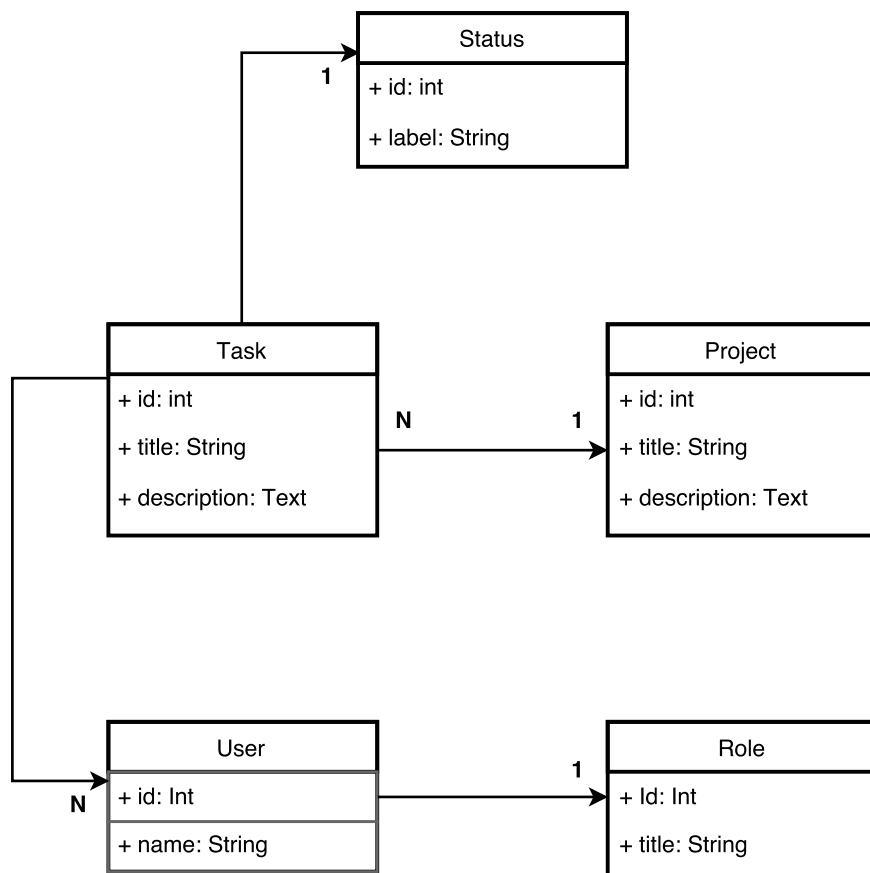 Status
1
+ id: int
+ label: String
Task
+ id: int
+ title: String
+ description: Text
N
1
Project
+ id: int
+ title: String
+ description: Text
User
N
+ id: Int
+ name: String
1
Role
+ Id: Int
+ title: String